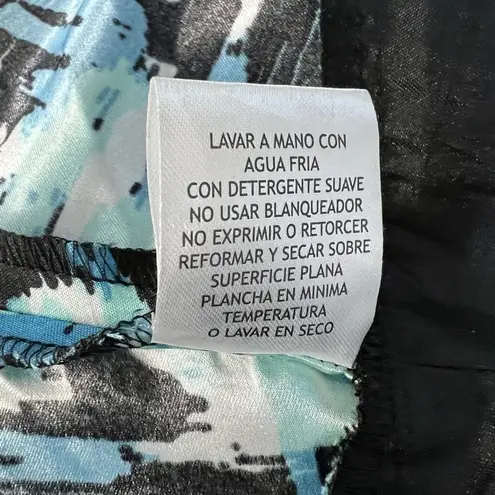 LAVAR A MANO CON
AGUA FRIA
CON DETERGENTE SUAVE
NO USAR BLANQUEADOR
NO EXPRIMIR O RETORCER
REFORMAR Y SECAR SOBRE
SUPERFICIE PLANA
PLANCHA EN MINIMA
TEMPERATURA
O LAVAR EN SECO